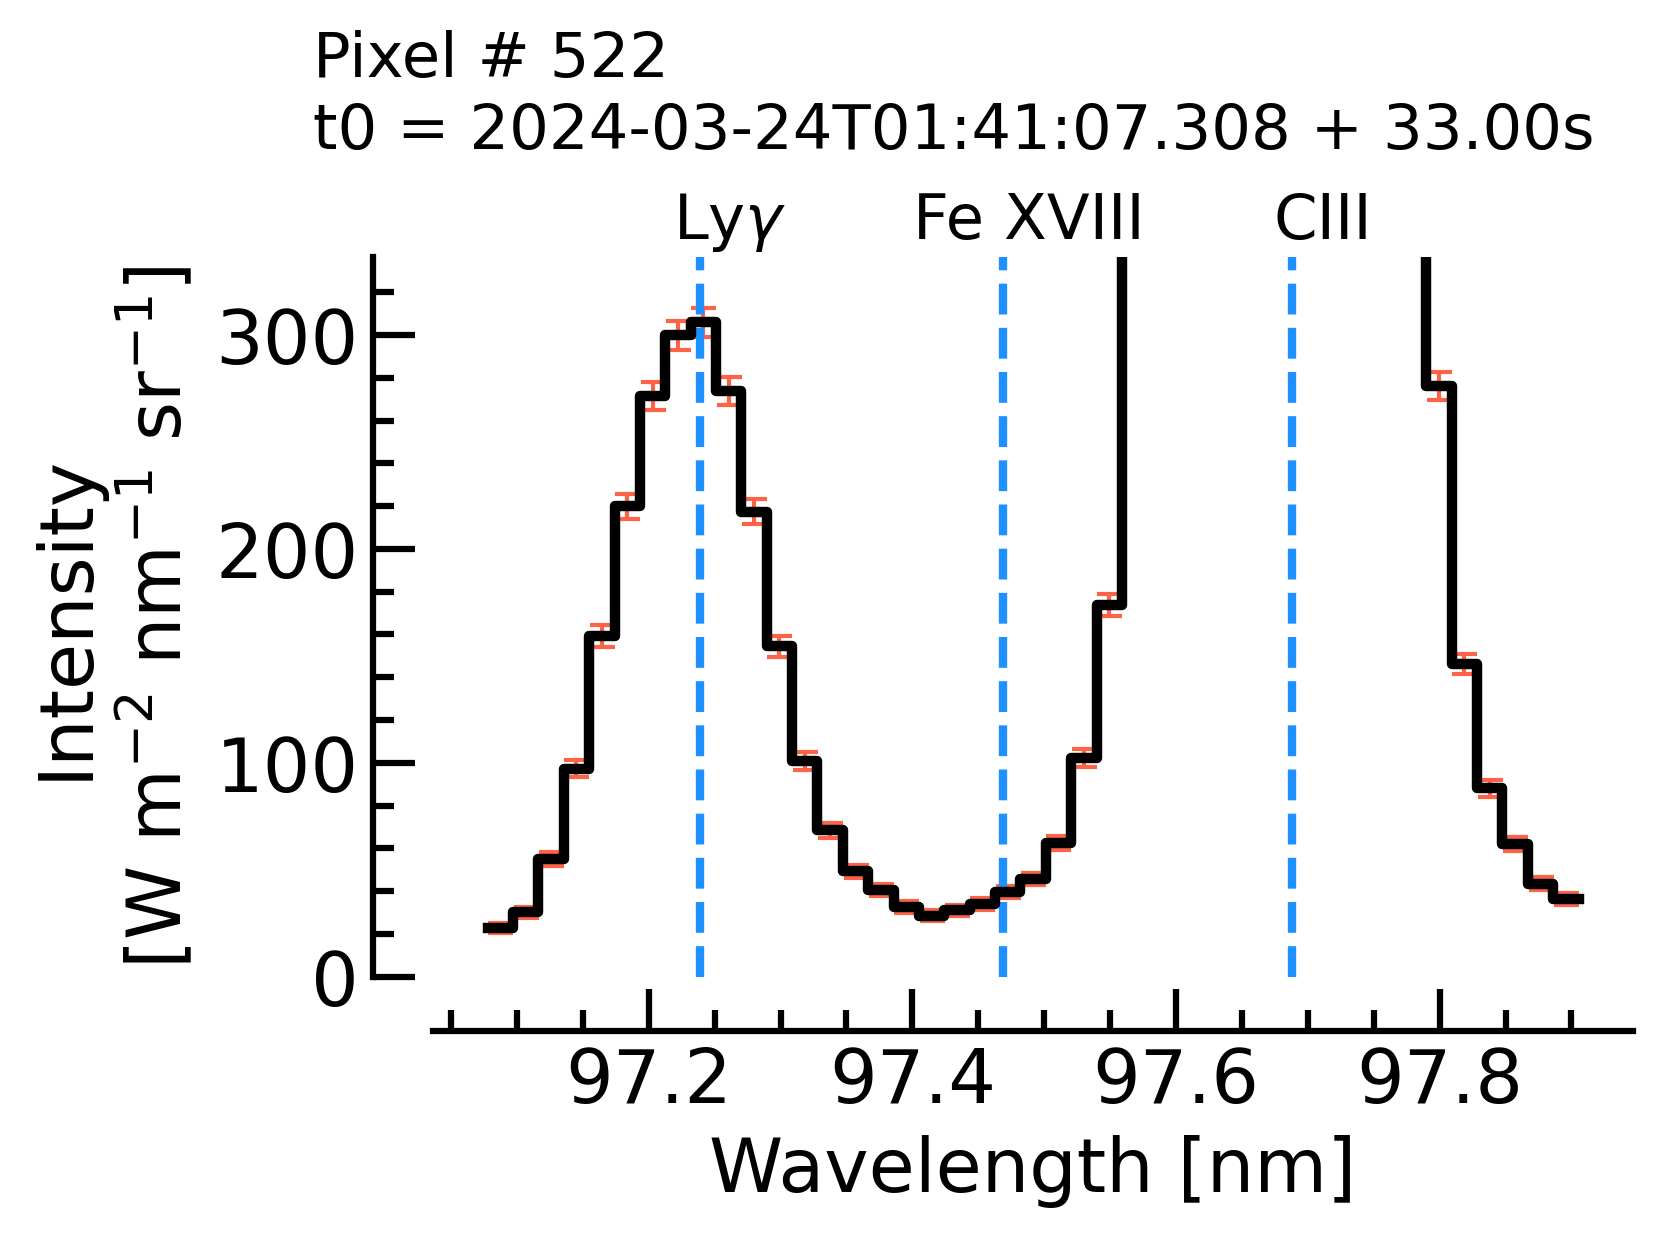 Pixel # 522
t0 = 2024-03-24T01:41:07.308 + 33.00s
Lyγ Fe XVIII CIII
Intensity
[W m⁻² nm⁻¹ sr⁻¹]
300
200
100
0
97.2 97.4 97.6 97.8
Wavelength [nm]